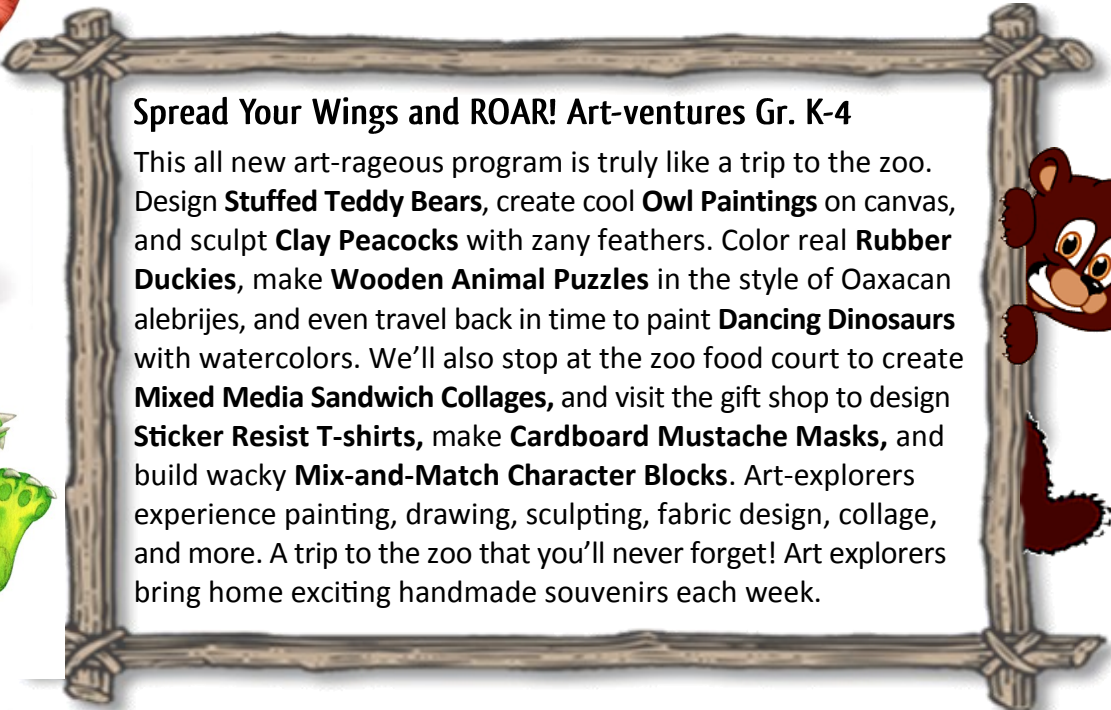 Spread Your Wings and ROAR! Art-ventures Gr. K-4
This all new art-rageous program is truly like a trip to the zoo.
Design Stuffed Teddy Bears, create cool Owl Paintings on canvas,
and sculpt Clay Peacocks with zany feathers. Color real Rubber
Duckies, make Wooden Animal Puzzles in the style of Oaxacan
alebrijes, and even travel back in time to paint Dancing Dinosaurs
with watercolors. We’ll also stop at the zoo food court to create
Mixed Media Sandwich Collages, and visit the gift shop to design
Sticker Resist T-shirts, make Cardboard Mustache Masks, and
build wacky Mix-and-Match Character Blocks. Art-explorers
experience painting, drawing, sculpting, fabric design, collage,
and more. A trip to the zoo that you’ll never forget! Art explorers
bring home exciting handmade souvenirs each week.